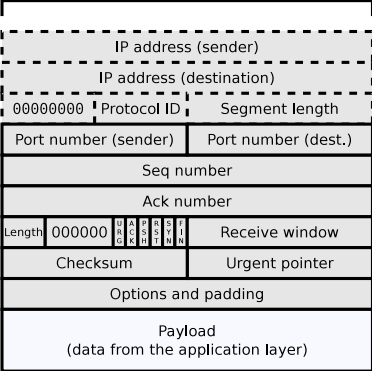 IP address (sender)
IP address (destination)
00000000 Protocol ID Segment length
Port number (sender) Port number (dest.)
Seq number
Ack number
Length 000000 URG ACK PSH RST SYN FIN Receive window
Checksum Urgent pointer
Options and padding
Payload
(data from the application layer)